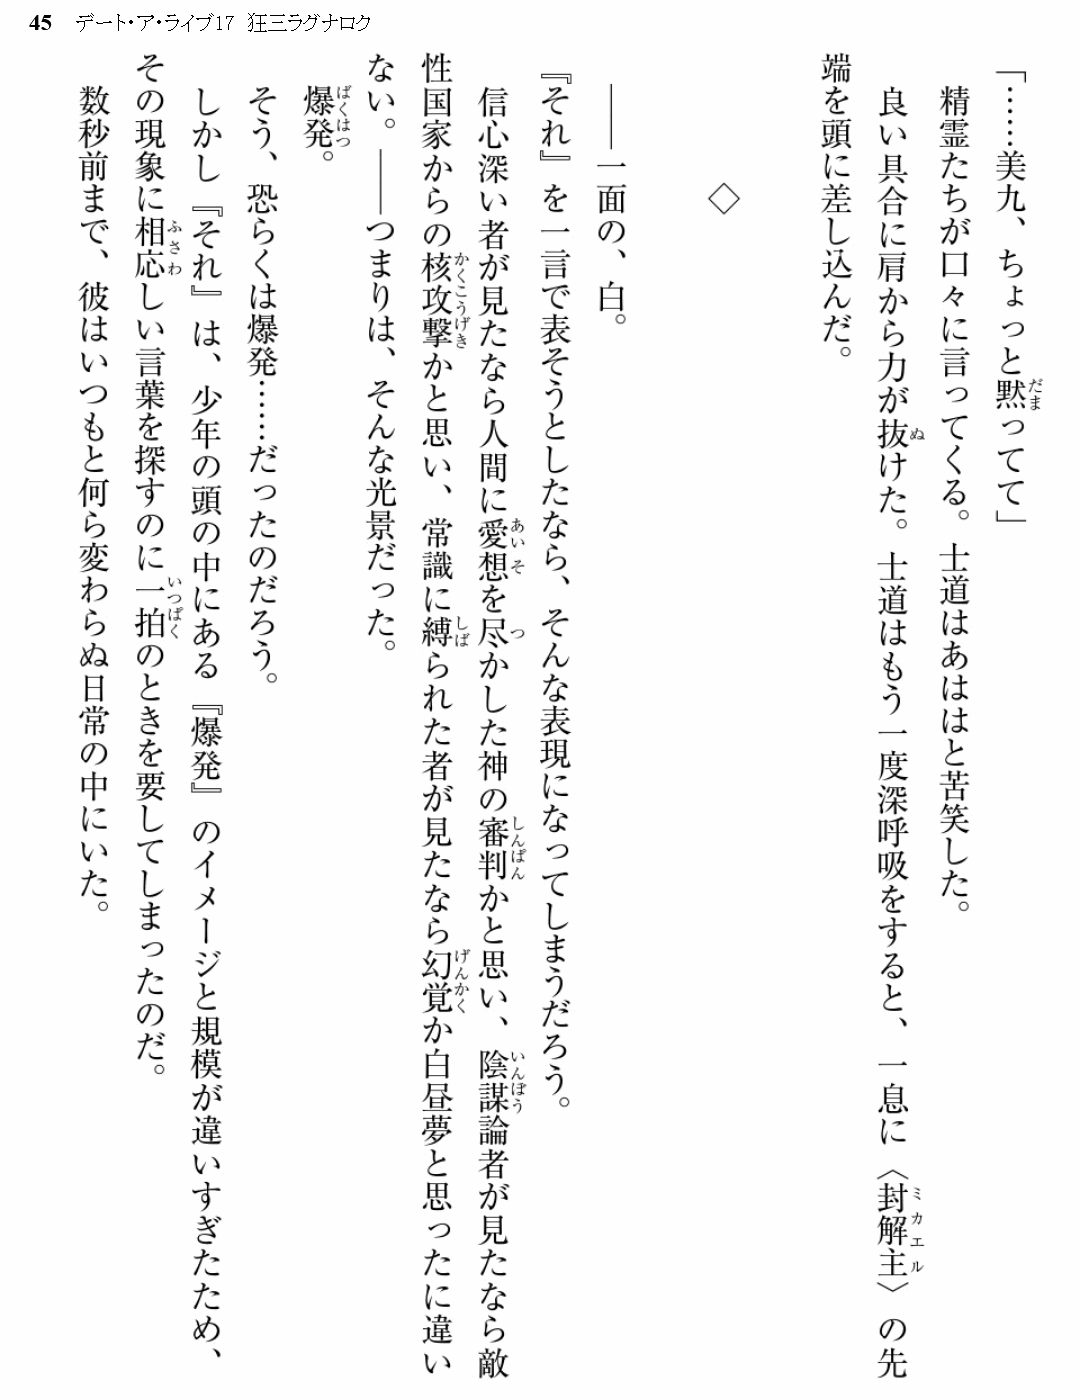 45 デート・ア・ライブ17 狂三ラグナロク
「……美九、ちょっと黙ってて」
精霊たちが口々に言ってくる。士道はあははと苦笑した。
良い具合に肩から力が抜けた。士道はもう一度深呼吸をすると、一息に〈封解主〉の先
端を頭に差し込んだ。
◇
――一面の、白。
『それ』を一言で表そうとしたなら、そんな表現になってしまうだろう。
信心深い者が見たなら人間に愛想を尽かした神の審判かと思い、陰謀論者が見たなら敵
性国家からの核攻撃かと思い、常識に縛られた者が見たなら幻覚か白昼夢と思ったに違い
ない。――つまりは、そんな光景だった。
爆発。
そう、恐らくは爆発……だったのだろう。
しかし『それ』は、少年の頭の中にある『爆発』のイメージと規模が違いすぎたため、
その現象に相応しい言葉を探すのに一拍のときを要してしまったのだ。
数秒前まで、彼はいつもと何ら変わらぬ日常の中にいた。